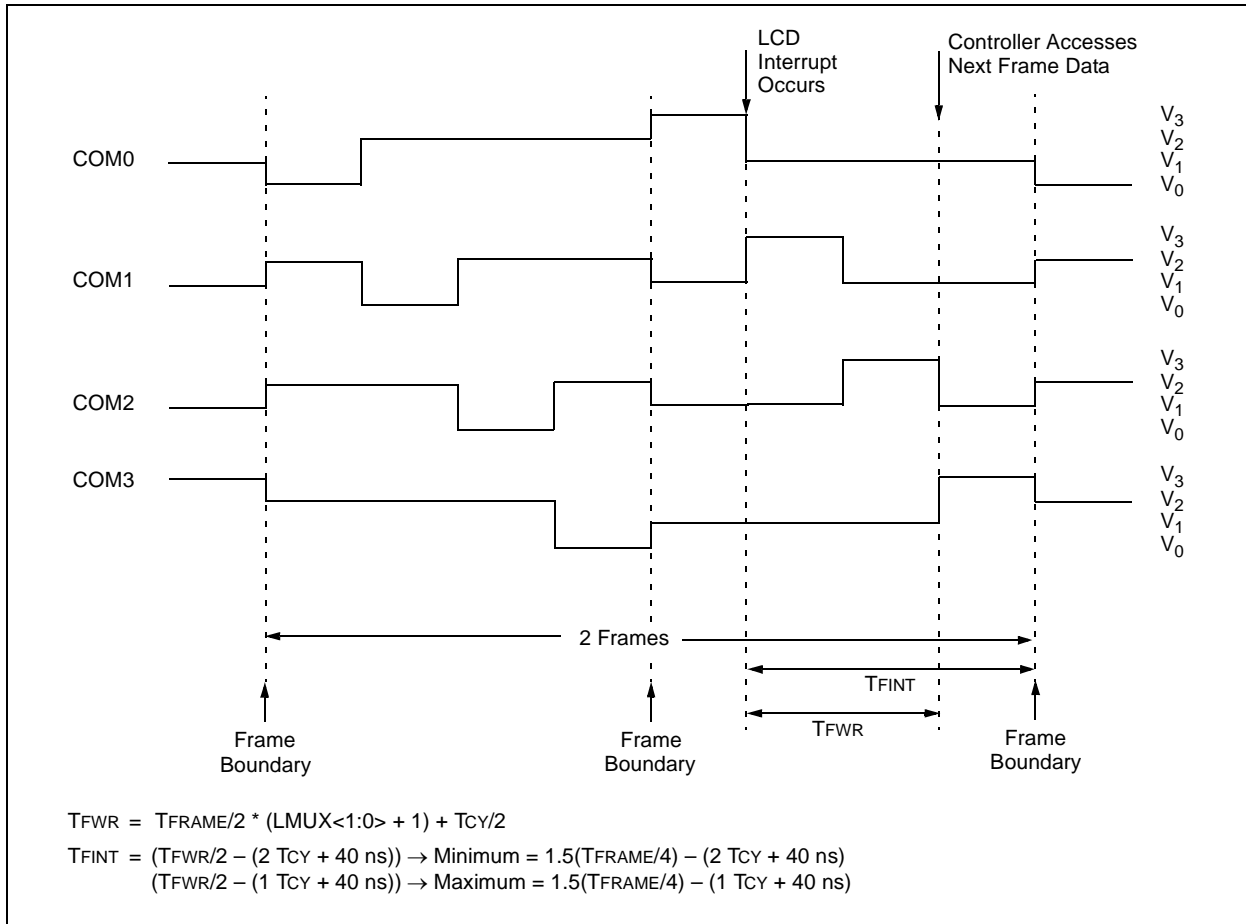 LCD
Interrupt
Occurs
Controller Accesses
Next Frame Data
COM0
V3
V2
V1
V0
COM1
V3
V2
V1
V0
COM2
V3
V2
V1
V0
COM3
V3
V2
V1
V0
2 Frames
TFINT
TFWR
Frame
Boundary
Frame
Boundary
Frame
Boundary
TFWR = TFRAME/2 * (LMUX<1:0> + 1) + TCY/2
TFINT = (TFWR/2 – (2 TCY + 40 ns)) → Minimum = 1.5(TFRAME/4) – (2 TCY + 40 ns)
(TFWR/2 – (1 TCY + 40 ns)) → Maximum = 1.5(TFRAME/4) – (1 TCY + 40 ns)